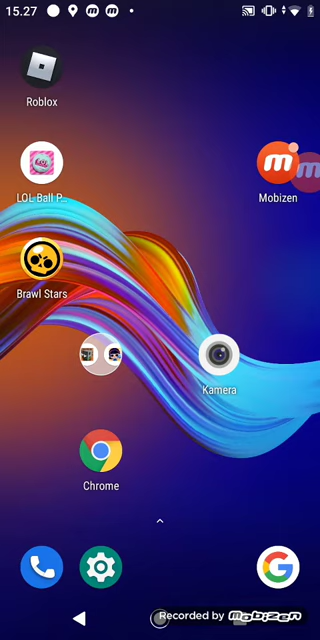 15.27
Roblox
LOL Ball P…
Mobizen
Brawl Stars
Kamera
Chrome
Recorded by mobizen